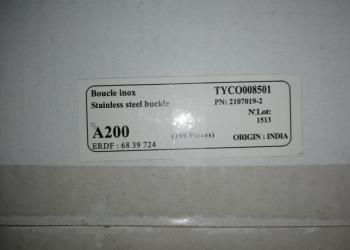 Boucle inox
Stainless steel buckle
TYCO008501
PN: 2107019-2
N°Lot:
1513
A200
(100 Pieces)
ERDF : 68 39 724
ORIGIN : INDIA